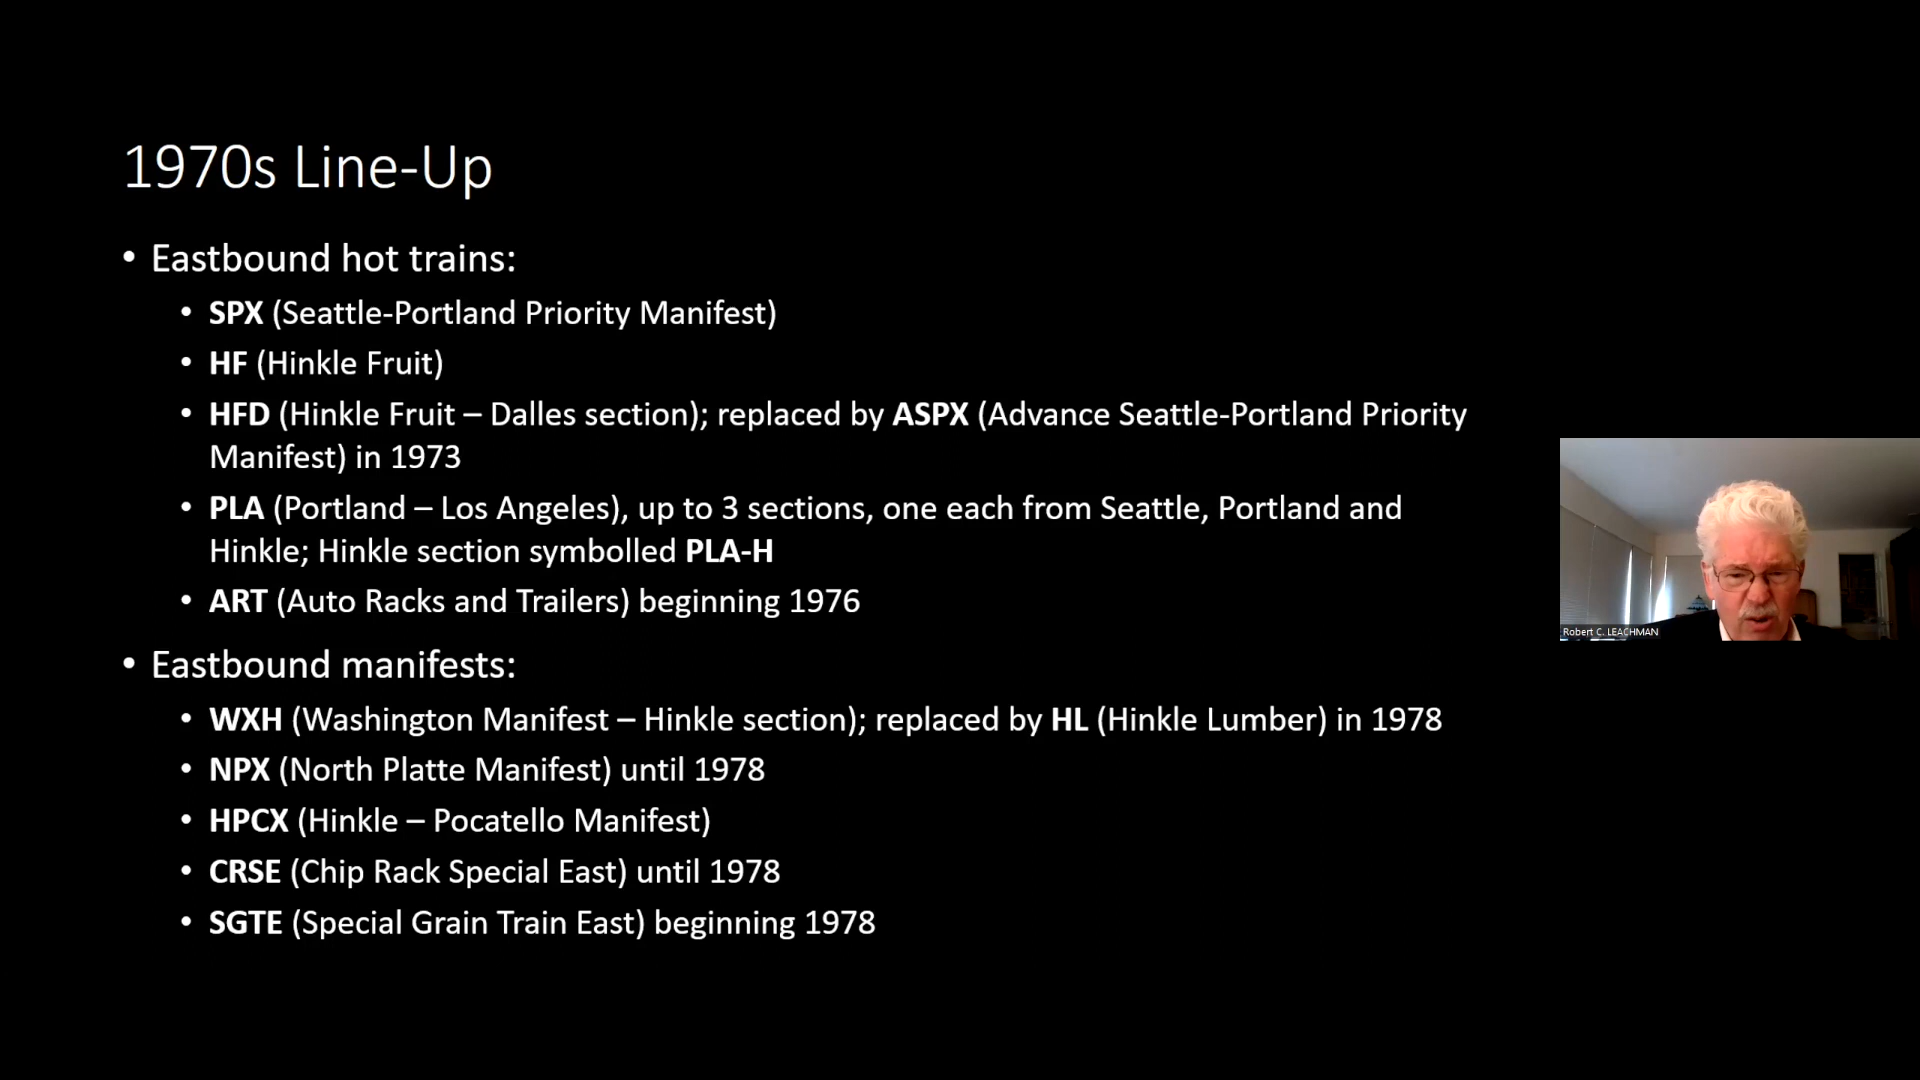 1970s Line-Up
• Eastbound hot trains:
• SPX (Seattle-Portland Priority Manifest)
• HF (Hinkle Fruit)
• HFD (Hinkle Fruit – Dalles section); replaced by ASPX (Advance Seattle-Portland Priority
Manifest) in 1973
• PLA (Portland – Los Angeles), up to 3 sections, one each from Seattle, Portland and
Hinkle; Hinkle section symbolled PLA-H
• ART (Auto Racks and Trailers) beginning 1976
• Eastbound manifests:
• WXH (Washington Manifest – Hinkle section); replaced by HL (Hinkle Lumber) in 1978
• NPX (North Platte Manifest) until 1978
• HPCX (Hinkle – Pocatello Manifest)
• CRSE (Chip Rack Special East) until 1978
• SGTE (Special Grain Train East) beginning 1978
Robert C. LEACHMAN